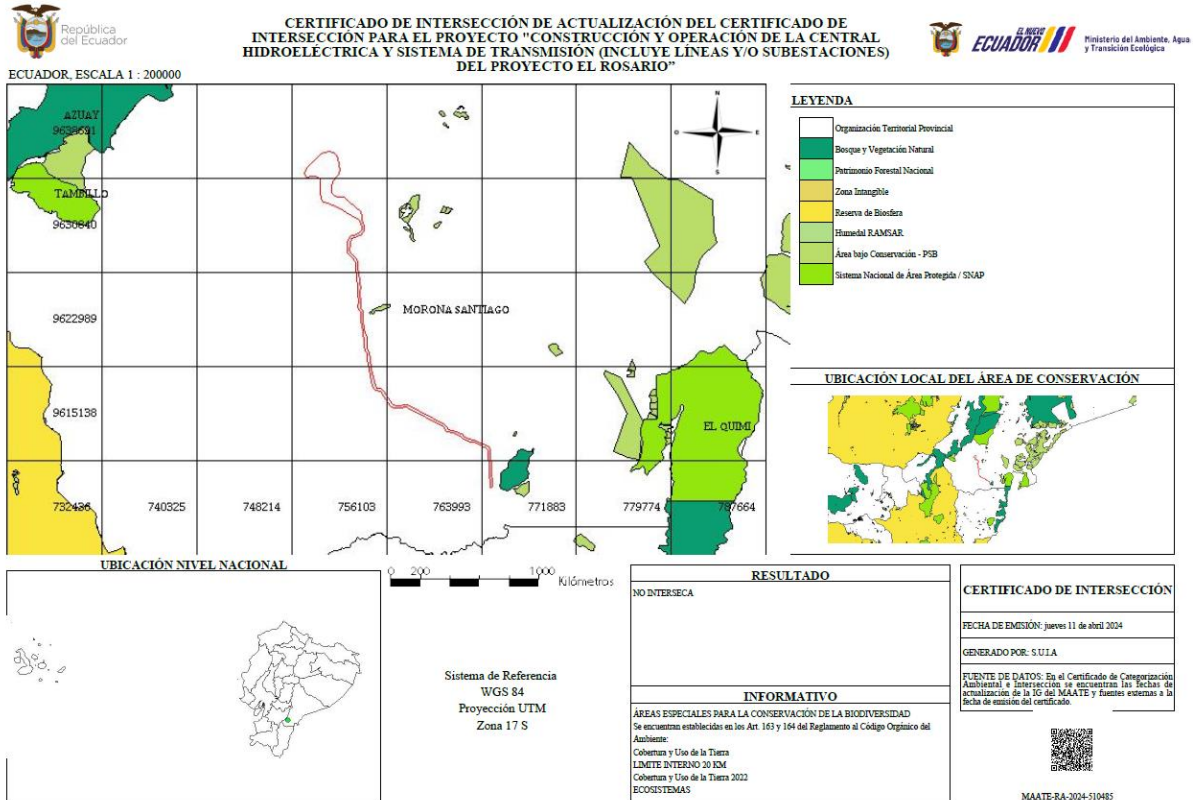 República
del Ecuador
CERTIFICADO DE INTERSECCIÓN DE ACTUALIZACIÓN DEL CERTIFICADO DE
INTERSECCIÓN PARA EL PROYECTO "CONSTRUCCIÓN Y OPERACIÓN DE LA CENTRAL
HIDROELÉCTRICA Y SISTEMA DE TRANSMISIÓN (INCLUYE LÍNEAS Y/O SUBESTACIONES)
DEL PROYECTO EL ROSARIO”
EL NUEVO
ECUADOR
Ministerio del Ambiente, Agua
y Transición Ecológica
ECUADOR, ESCALA 1 : 200000
AZUAY
TAMBILLO
9630840
9622989
9615138
732436
740325
748214
756103
763993
771883
779774
787664
MORONA SANTIAGO
EL QUIMI
N
O
E
S
LEYENDA
Organización Territorial Provincial
Bosque y Vegetación Natural
Patrimonio Forestal Nacional
Zona Intangible
Reserva de Biosfera
Humedal RAMSAR
Área bajo Conservación - PSB
Sistema Nacional de Área Protegida / SNAP
UBICACIÓN LOCAL DEL ÁREA DE CONSERVACIÓN
UBICACIÓN NIVEL NACIONAL
0 200 1000
Kilómetros
Sistema de Referencia
WGS 84
Proyección UTM
Zona 17 S
RESULTADO
NO INTERSECA
INFORMATIVO
ÁREAS ESPECIALES PARA LA CONSERVACIÓN DE LA BIODIVERSIDAD
Se encuentran establecidas en los Art. 163 y 164 del Reglamento al Código Orgánico del
Ambiente:
Cobertura y Uso de la Tierra
LIMITE INTERNO 20 KM
Cobertura y Uso de la Tierra 2022
ECOSISTEMAS
CERTIFICADO DE INTERSECCIÓN
FECHA DE EMISIÓN: jueves 11 de abril 2024
GENERADO POR: S.U.I.A
FUENTE DE DATOS: En el Certificado de Categorización
Ambiental e Intersección se encuentran las fechas de
actualización de la IG del MAATE y fuentes externas a la
fecha de emisión del certificado.
MAATE-RA-2024-510485